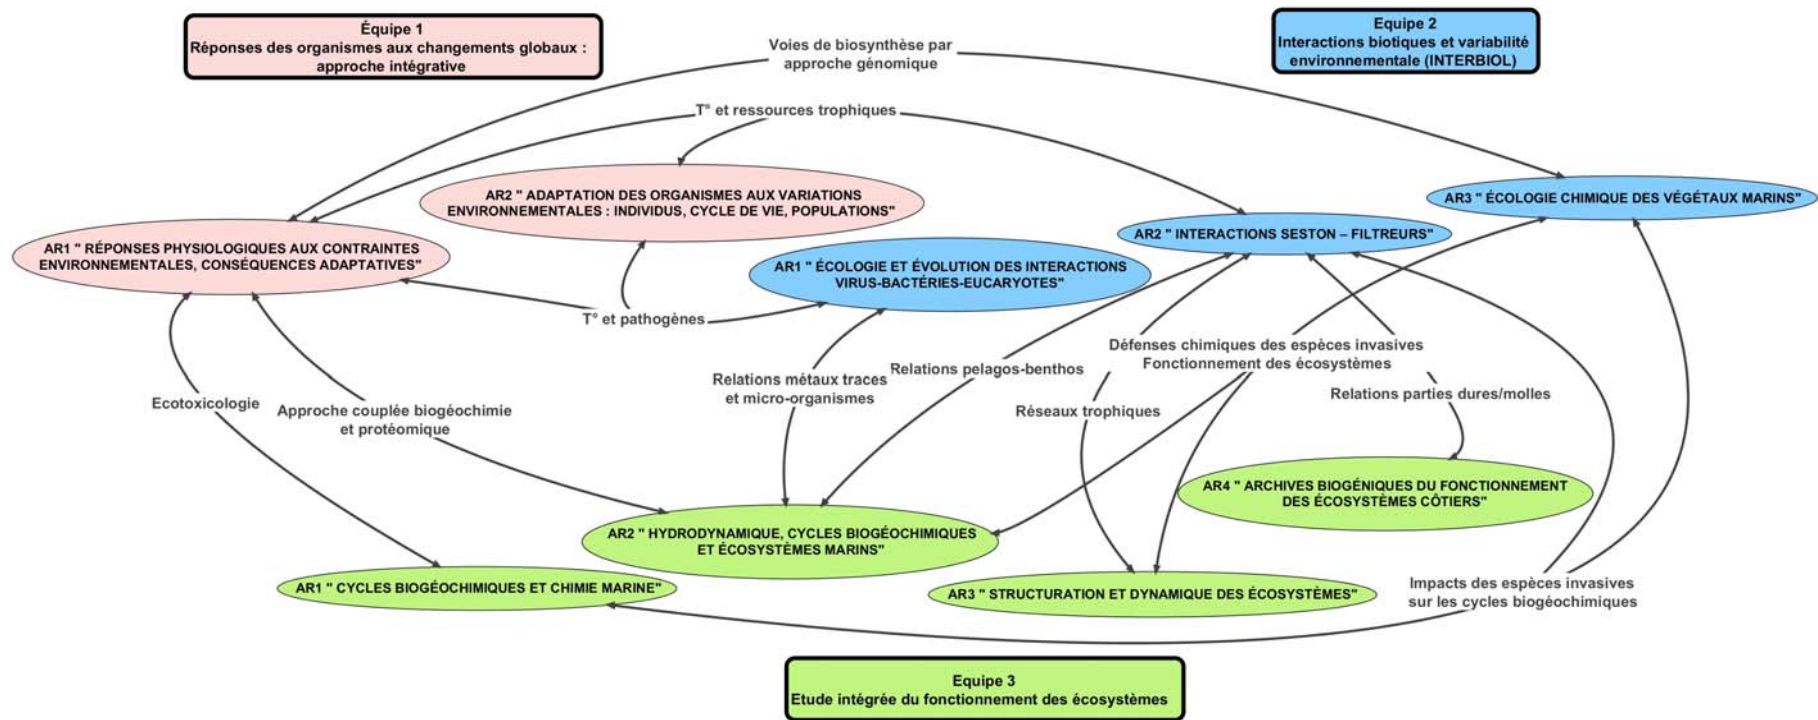 Équipe 1
Réponses des organismes aux changements globaux :
approche intégrative
Equipe 2
Interactions biotiques et variabilité
environnementale (INTERBIOL)
Voies de biosynthèse par
approche génomique
T° et ressources trophiques
AR2 " ADAPTATION DES ORGANISMES AUX VARIATIONS
ENVIRONNEMENTALES : INDIVIDUS, CYCLE DE VIE, POPULATIONS"
AR3 " ÉCOLOGIE CHIMIQUE DES VÉGÉTAUX MARINS"
AR2 " INTERACTIONS SESTON – FILTREURS"
AR1 " RÉPONSES PHYSIOLOGIQUES AUX CONTRAINTES
ENVIRONNEMENTALES, CONSÉQUENCES ADAPTATIVES"
AR1 " ÉCOLOGIE ET ÉVOLUTION DES INTERACTIONS
VIRUS-BACTÉRIES-EUCARYOTES"
T° et pathogènes
Défenses chimiques des espèces invasives
Fonctionnement des écosystèmes
Relations pelagos-benthos
Relations métaux traces
et micro-organismes
Relations parties dures/molles
Ecotoxicologie
Approche couplée biogéochimie
et protéomique
Réseaux trophiques
AR4 " ARCHIVES BIOGÉNIQUES DU FONCTIONNEMENT
DES ÉCOSYSTÈMES CÔTIERS"
AR2 " HYDRODYNAMIQUE, CYCLES BIOGÉOCHIMIQUES
ET ÉCOSYSTÈMES MARINS"
AR1 " CYCLES BIOGÉOCHIMIQUES ET CHIMIE MARINE"
AR3 " STRUCTURATION ET DYNAMIQUE DES ÉCOSYSTÈMES"
Impacts des espèces invasives
sur les cycles biogéochimiques
Equipe 3
Etude intégrée du fonctionnement des écosystèmes